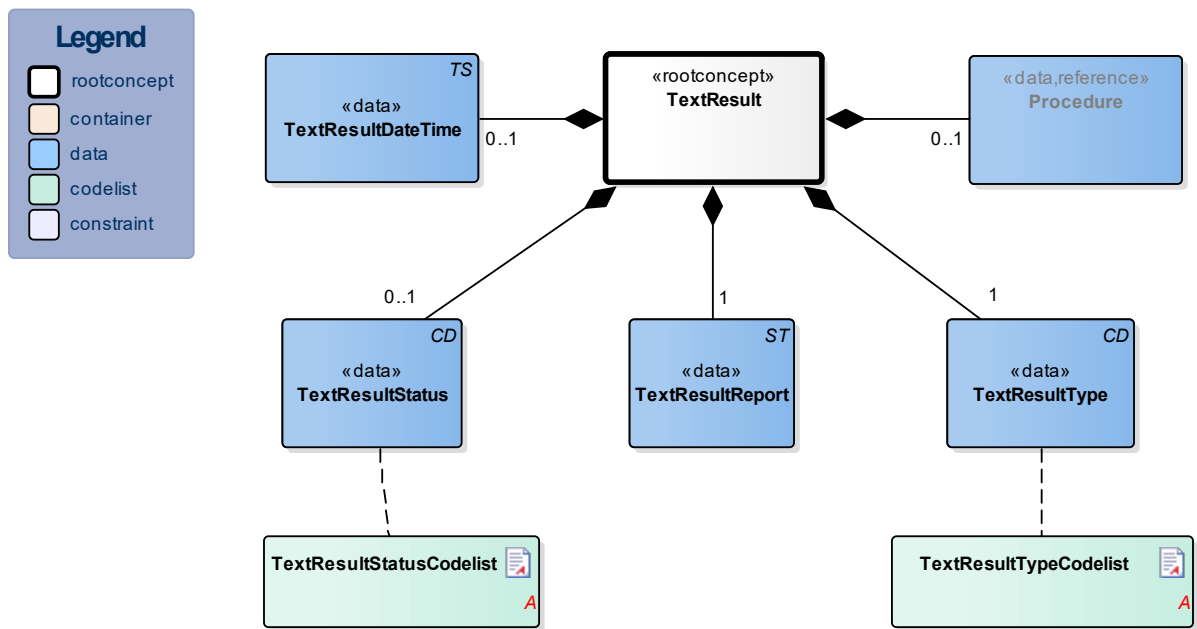 Legend
rootconcept
container
data
codelist
constraint
TS
«data»
TextResultDateTime
0..1
«rootconcept»
TextResult
«data,reference»
Procedure
0..1
0..1
1
1
CD
«data»
TextResultStatus
ST
«data»
TextResultReport
CD
«data»
TextResultType
TextResultStatusCodelist
A
TextResultTypeCodelist
A